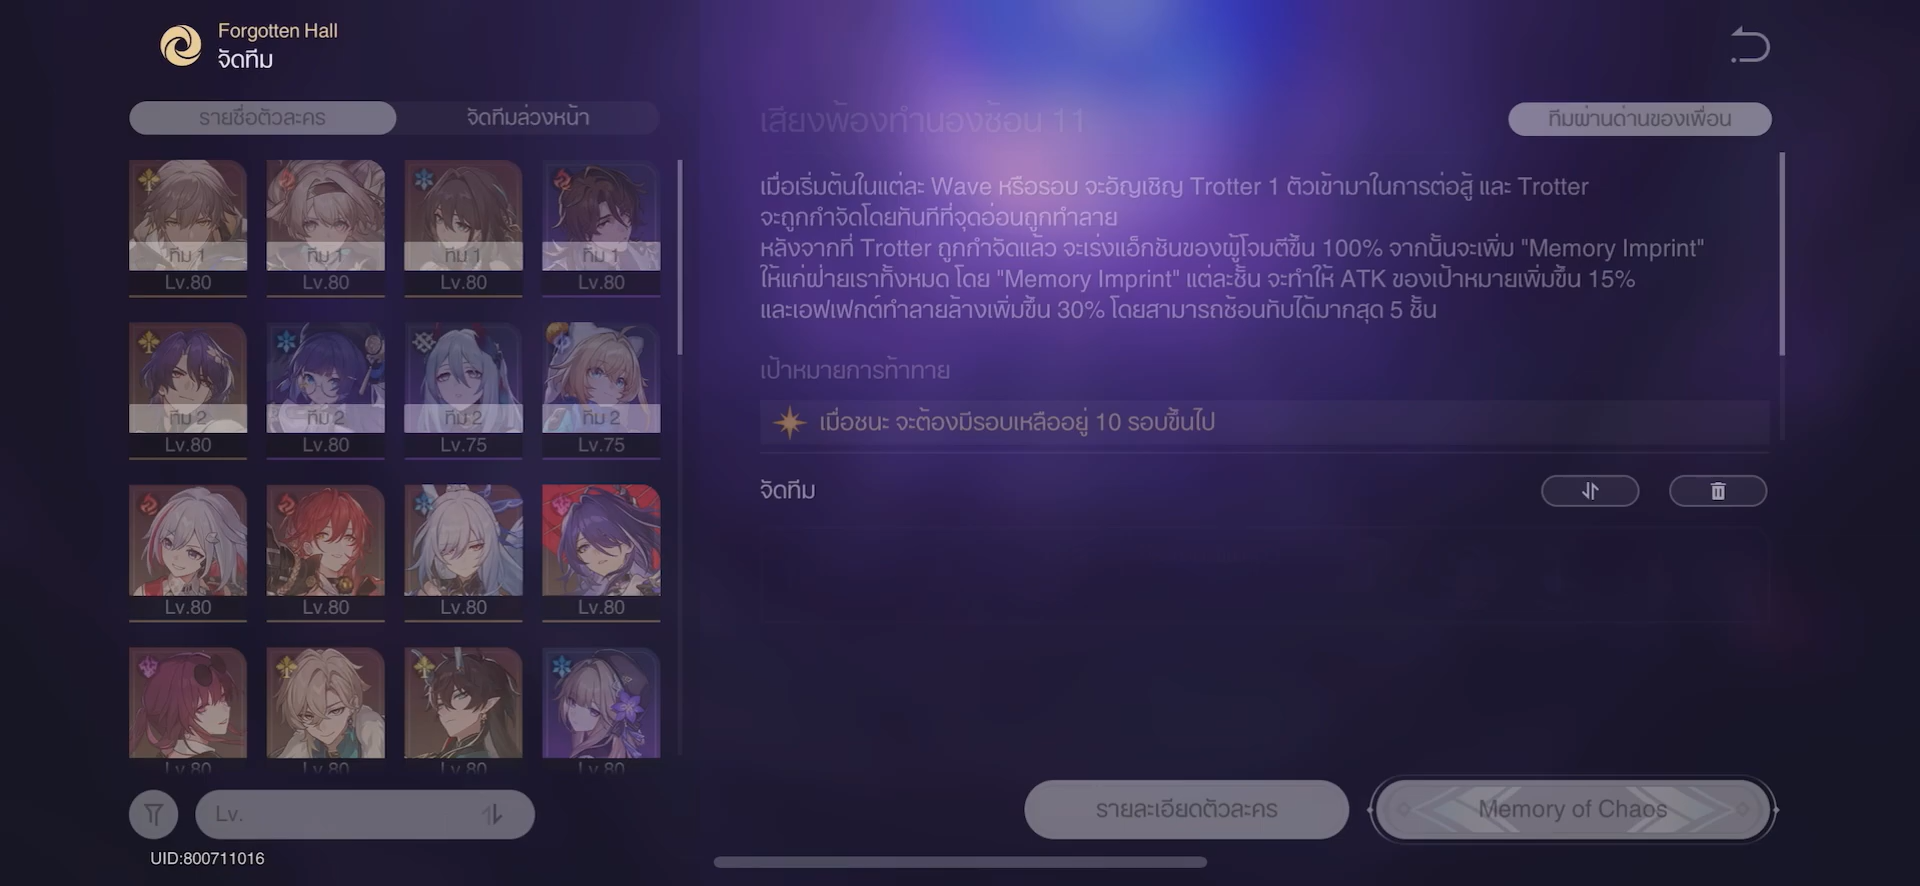 Forgotten Hall
จัดทีม
รายชื่อตัวละคร
จัดทีมล่วงหน้า
เสียงพ้องทำนองซ้อน 11
ทีมผ่านด่านของเพื่อน
เมื่อเริ่มต้นในแต่ละ Wave หรือรอบ จะอัญเชิญ Trotter 1 ตัวเข้ามาในการต่อสู้ และ Trotter
จะถูกกำจัดโดยทันทีที่จุดอ่อนถูกทำลาย
หลังจากที่ Trotter ถูกกำจัดแล้ว จะเร่งแอ็กชันของผู้โจมตีขึ้น 100% จากนั้นจะเพิ่ม "Memory Imprint"
ให้แก่ฝ่ายเราทั้งหมด โดย "Memory Imprint" แต่ละชั้น จะทำให้ ATK ของเป้าหมายเพิ่มขึ้น 15%
และเอฟเฟกต์ทำลายล้างเพิ่มขึ้น 30% โดยสามารถซ้อนทับได้มากสุด 5 ชั้น
เป้าหมายการท้าทาย
เมื่อชนะ จะต้องมีรอบเหลืออยู่ 10 รอบขึ้นไป
จัดทีม
ทีม 1 ทีม 1 ทีม 1 ทีม 1
Lv.80 Lv.80 Lv.80 Lv.80
ทีม 2 ทีม 2 ทีม 2 ทีม 2
Lv.80 Lv.80 Lv.75 Lv.75
Lv.80 Lv.80 Lv.80 Lv.80
Lv.80 Lv.80 Lv.80 Lv.80
Lv.
รายละเอียดตัวละคร
Memory of Chaos
UID:800711016